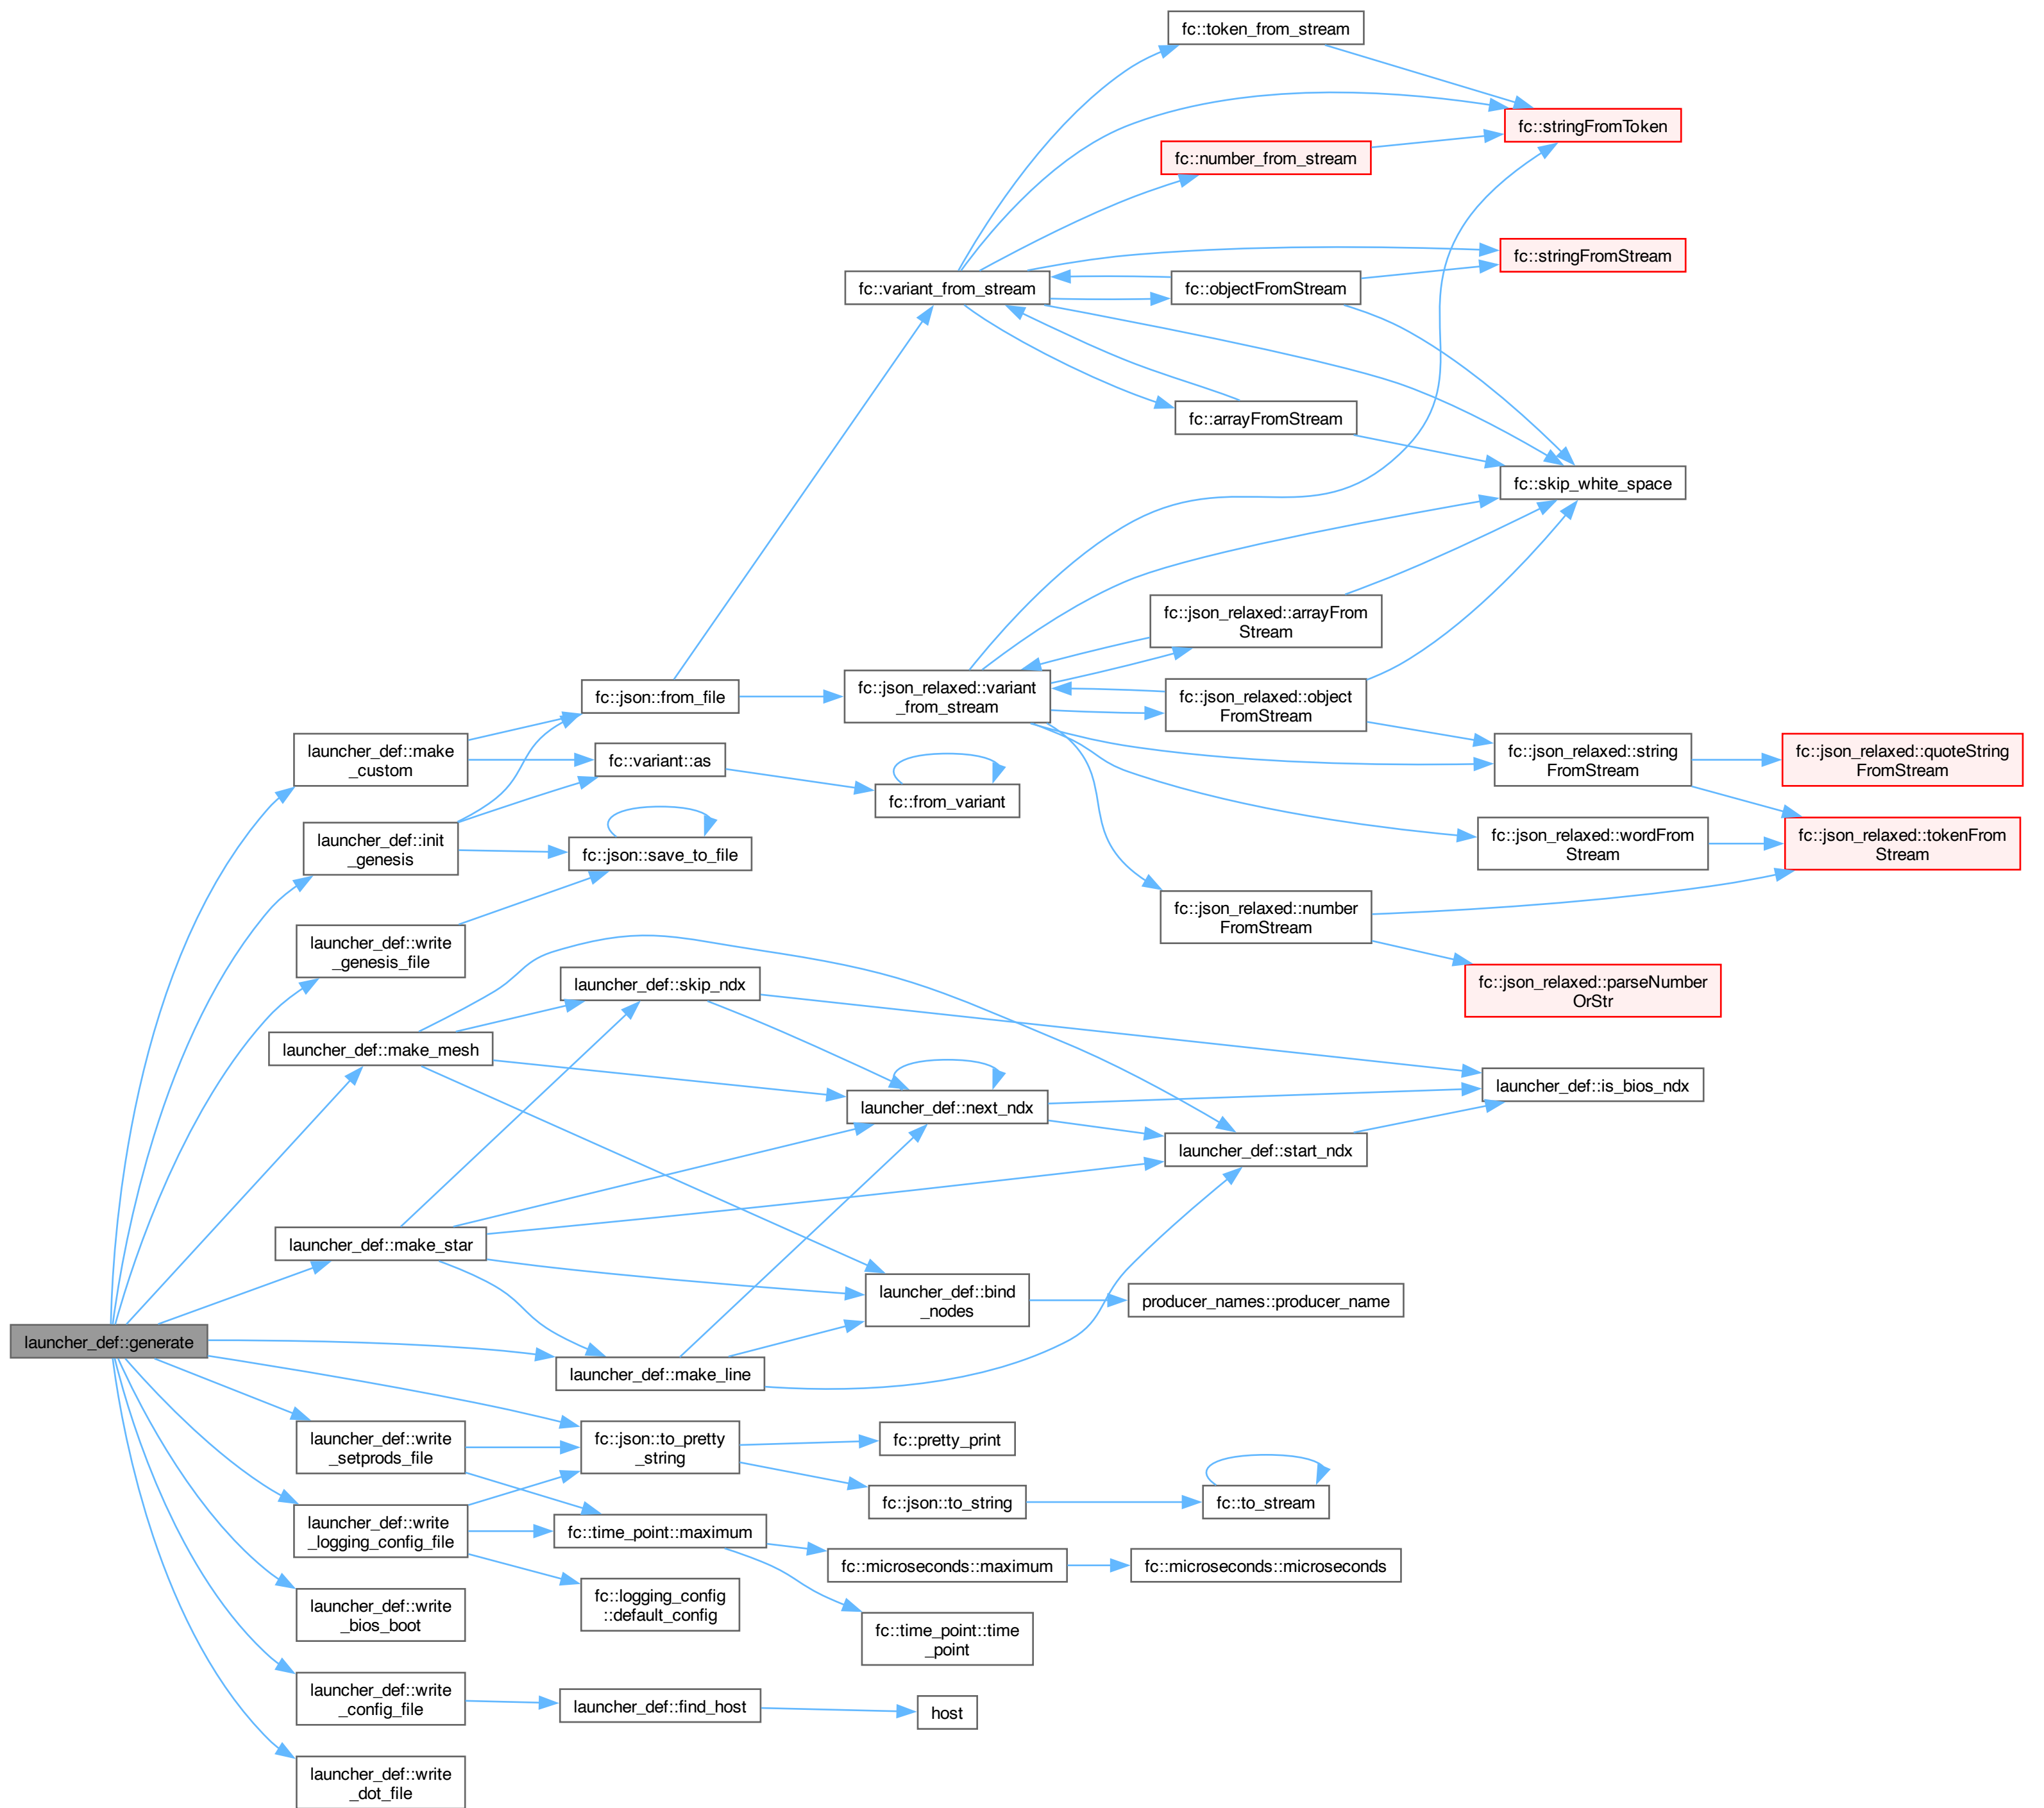 fc::token_from_stream
fc::stringFromToken
fc::number_from_stream
fc::stringFromStream
fc::variant_from_stream
fc::objectFromStream
fc::arrayFromStream
fc::skip_white_space
fc::json_relaxed::arrayFrom
Stream
fc::json::from_file
fc::json_relaxed::variant
_from_stream
fc::json_relaxed::object
FromStream
launcher_def::make
_custom
fc::variant::as
fc::from_variant
fc::json_relaxed::string
FromStream
fc::json_relaxed::quoteString
FromStream
launcher_def::init
_genesis
fc::json::save_to_file
fc::json_relaxed::wordFrom
Stream
fc::json_relaxed::tokenFrom
Stream
fc::json_relaxed::number
FromStream
launcher_def::write
_genesis_file
launcher_def::skip_ndx
fc::json_relaxed::parseNumber
OrStr
launcher_def::make_mesh
launcher_def::next_ndx
launcher_def::is_bios_ndx
launcher_def::start_ndx
launcher_def::make_star
launcher_def::bind
_nodes
producer_names::producer_name
launcher_def::generate
launcher_def::make_line
launcher_def::write
_setprods_file
fc::json::to_pretty
_string
fc::pretty_print
fc::json::to_string
fc::to_stream
launcher_def::write
_logging_config_file
fc::time_point::maximum
fc::microseconds::maximum
fc::microseconds::microseconds
launcher_def::write
_bios_boot
fc::logging_config
::default_config
fc::time_point::time
_point
launcher_def::write
_config_file
launcher_def::find_host
host
launcher_def::write
_dot_file